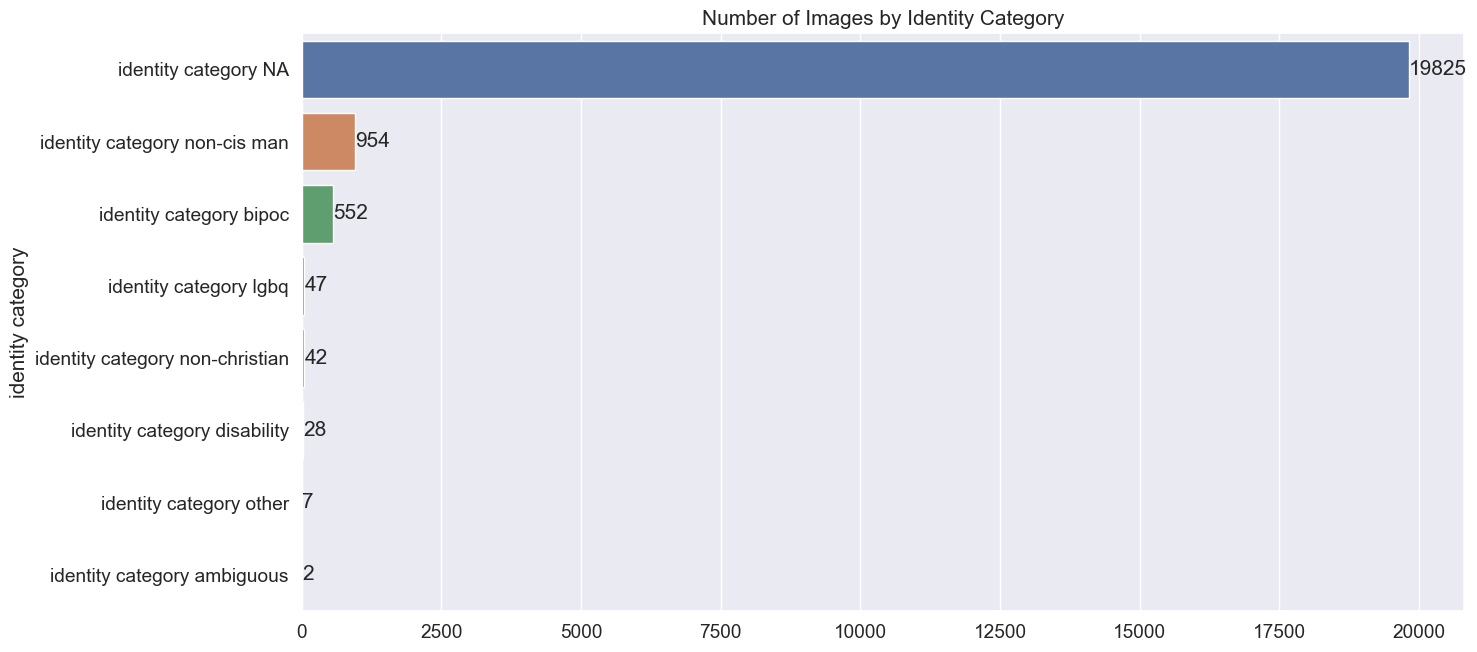 Number of Images by Identity Category
identity category
identity category NA 19825
identity category non-cis man 954
identity category bipoc 552
identity category lgbq 47
identity category non-christian 42
identity category disability 28
identity category other 7
identity category ambiguous 2
0 2500 5000 7500 10000 12500 15000 17500 20000